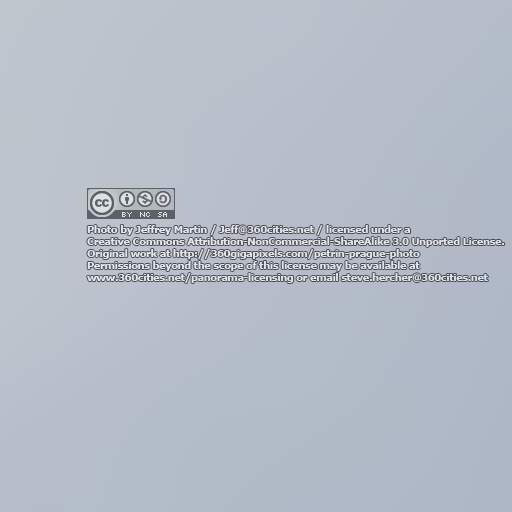 cc
BY NC SA
Photo by Jeffrey Martin / Jeff@360cities.net / licensed under a
Creative Commons Attribution-NonCommercial-ShareAlike 3.0 Unported License.
Original work at http://360gigapixels.com/petrin-prague-photo
Permissions beyond the scope of this license may be available at
www.360cities.net/panorama-licensing or email steve.hercher@360cities.net